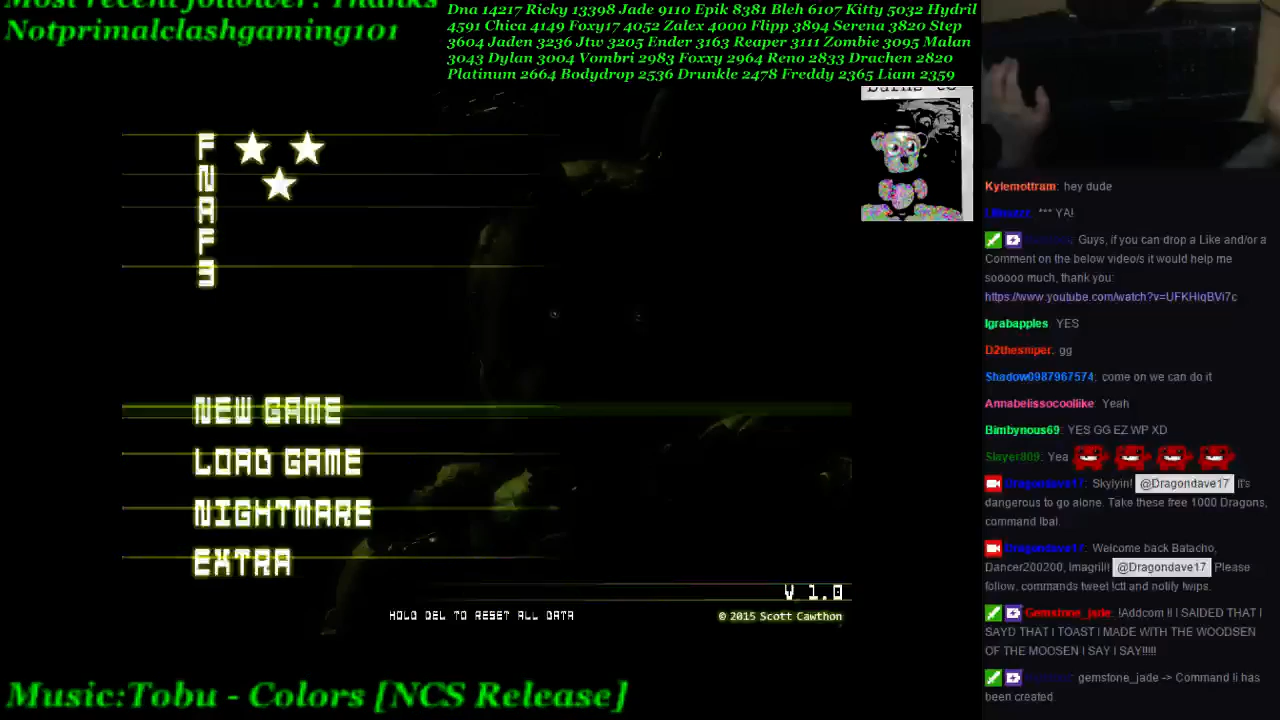 Most recent follower: Thanks
Notprimalclashgaming101
Dna 14217 Ricky 13398 Jade 9110 Epik 8381 Bleh 6107 Kitty 5032 Hydril
4591 Chica 4149 Foxy17 4052 Zalex 4000 Flipp 3894 Serena 3820 Step
3604 Jaden 3236 Jtw 3205 Ender 3163 Reaper 3111 Zombie 3095 Malan
3043 Dylan 3004 Vombri 2983 Foxxy 2964 Reno 2833 Drachen 2820
Platinum 2664 Bodydrop 2536 Drunkle 2478 Freddy 2365 Liam 2359
FNAF3
NEW GAME
LOAD GAME
NIGHTMARE
EXTRA
V 1.0
HOLD DEL TO RESET ALL DATA
© 2015 Scott Cawthon
Music:Tobu - Colors [NCS Release]
Kylemottram: hey dude
*** YA!
Guys, if you can drop a Like and/or a
Comment on the below video/s it would help me
sooooo much, thank you:
https://www.youtube.com/watch?v=UFKHIqBVi7c
Igrabapples: YES
D2thesniper: gg
Shadow0987967574: come on we can do it
Annabelissocoollike: Yeah
Bimbynous69: YES GG EZ WP XD
Slayer809: Yea
Dragondave17: Skylyin! @Dragondave17 It's
dangerous to go alone. Take these free 1000 Dragons,
command !bal.
Dragondave17: Welcome back Batacho,
Dancer200200, Imagrill! @Dragondave17 Please
follow, commands tweet !ctt and notify !wips.
Gemstone_jade: !Addcom !i I SAIDED THAT I
SAYD THAT I TOAST I MADE WITH THE WOODSEN
OF THE MOOSEN I SAY I SAY!!!!!
gemstone_jade -> Command !i has
been created.